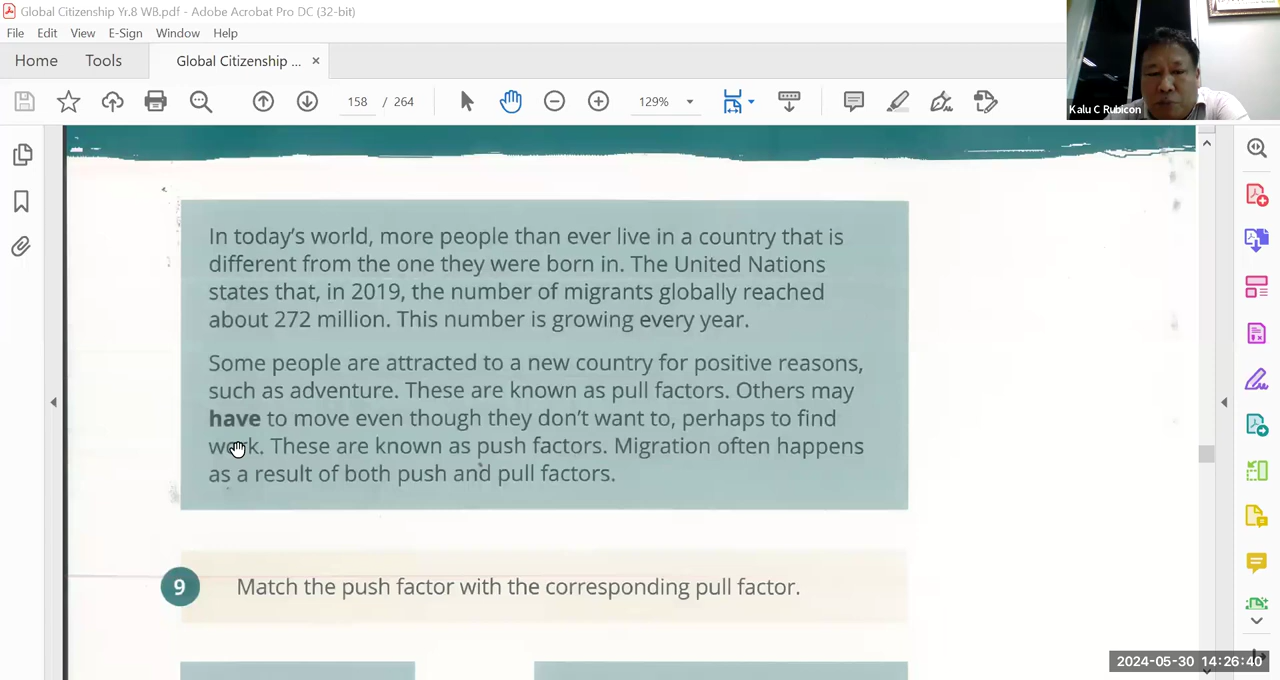 Global Citizenship Yr.8 WB.pdf - Adobe Acrobat Pro DC (32-bit)
File Edit View E-Sign Window Help
Home Tools Global Citizenship ... ×
158 / 264 129%
Kalu C Rubicon
In today's world, more people than ever live in a country that is
different from the one they were born in. The United Nations
states that, in 2019, the number of migrants globally reached
about 272 million. This number is growing every year.
Some people are attracted to a new country for positive reasons,
such as adventure. These are known as pull factors. Others may
have to move even though they don't want to, perhaps to find
work. These are known as push factors. Migration often happens
as a result of both push and pull factors.
9 Match the push factor with the corresponding pull factor.
2024-05-30 14:26:40